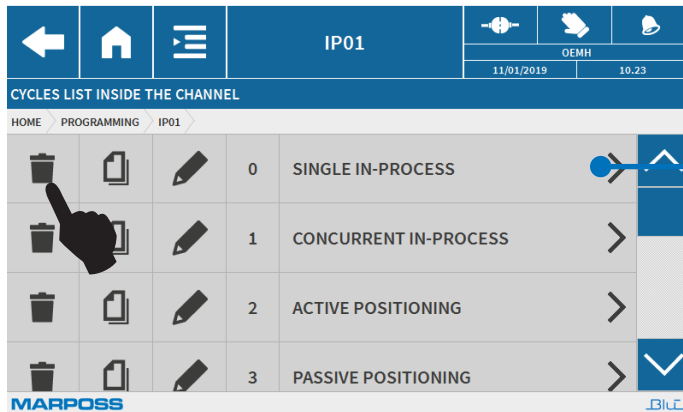 IP01
OEMH
11/01/2019 10.23
CYCLES LIST INSIDE THE CHANNEL
HOME PROGRAMMING IP01
0 SINGLE IN-PROCESS
1 CONCURRENT IN-PROCESS
2 ACTIVE POSITIONING
3 PASSIVE POSITIONING
MARPOSS BLÚ